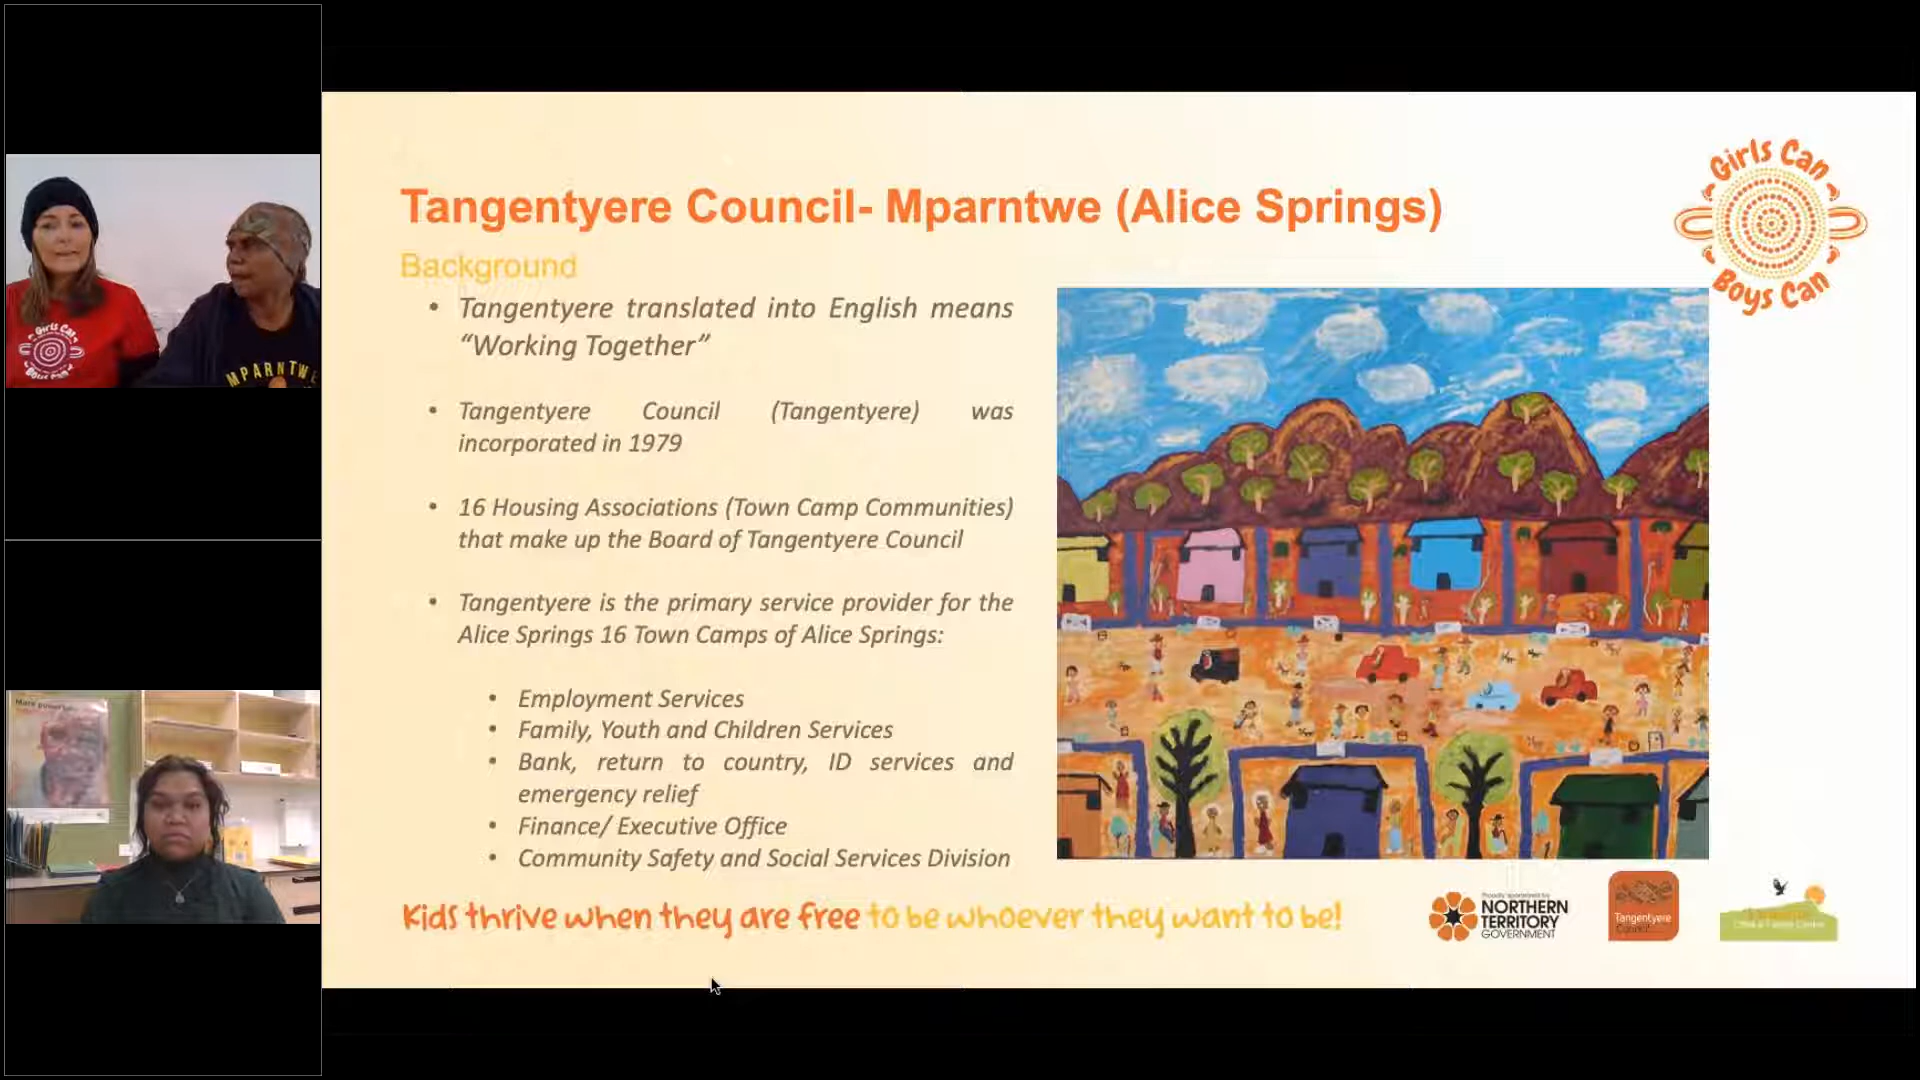 Tangentyere Council- Mparntwe (Alice Springs)
Background
• Tangentyere translated into English means
“Working Together”
• Tangentyere Council (Tangentyere) was
incorporated in 1979
• 16 Housing Associations (Town Camp Communities)
that make up the Board of Tangentyere Council
• Tangentyere is the primary service provider for the
Alice Springs 16 Town Camps of Alice Springs:
• Employment Services
• Family, Youth and Children Services
• Bank, return to country, ID services and
emergency relief
• Finance/ Executive Office
• Community Safety and Social Services Division
Kids thrive when they are free to be whoever they want to be!
Girls Can
Boys Can
NORTHERN
TERRITORY
GOVERNMENT
Tangentyere
Council
Girls Can
Boys Can
MPARNTWE
More power